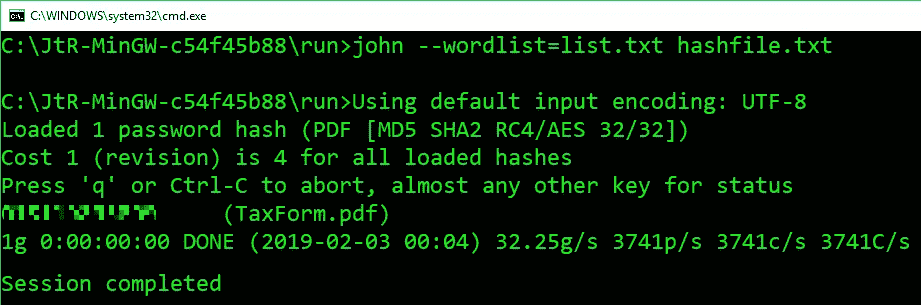 C:\WINDOWS\system32\cmd.exe
C:\JtR-MinGW-c54f45b88\run>john --wordlist=list.txt hashfile.txt
C:\JtR-MinGW-c54f45b88\run>Using default input encoding: UTF-8
Loaded 1 password hash (PDF [MD5 SHA2 RC4/AES 32/32])
Cost 1 (revision) is 4 for all loaded hashes
Press 'q' or Ctrl-C to abort, almost any other key for status
(TaxForm.pdf)
1g 0:00:00:00 DONE (2019-02-03 00:04) 32.25g/s 3741p/s 3741c/s 3741C/s
Session completed